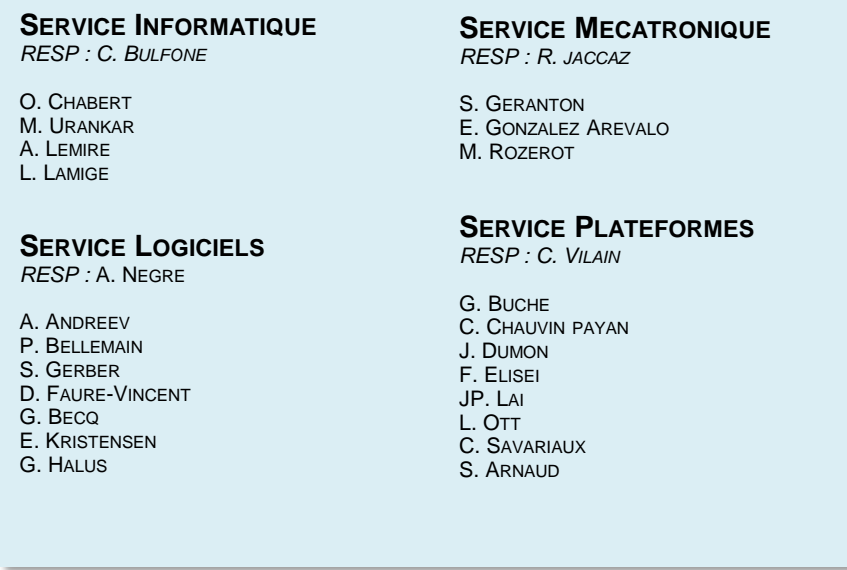 SERVICE INFORMATIQUE
RESP : C. BULFONE
O. CHABERT
M. URANKAR
A. LEMIRE
L. LAMIGE
SERVICE LOGICIELS
RESP : A. NEGRE
A. ANDREEV
P. BELLEMAIN
S. GERBER
D. FAURE-VINCENT
G. BECQ
E. KRISTENSEN
G. HALUS
SERVICE MECATRONIQUE
RESP : R. JACCAZ
S. GERANTON
E. GONZALEZ AREVALO
M. ROZEROT
SERVICE PLATEFORMES
RESP : C. VILAIN
G. BUCHE
C. CHAUVIN PAYAN
J. DUMON
F. ELISEI
JP. LAI
L. OTT
C. SAVARIAUX
S. ARNAUD